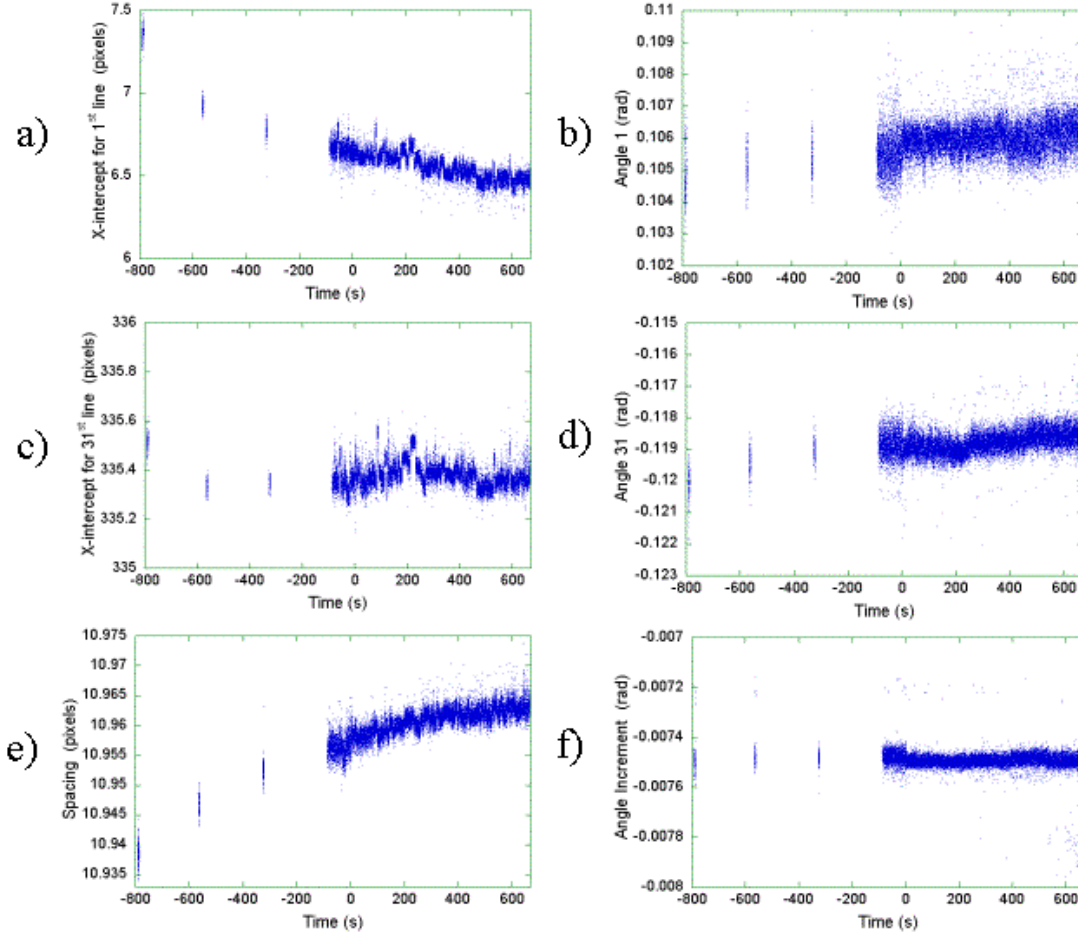 a)
X-intercept for 1st line (pixels)
7.5
7
6.5
6
-800 -600 -400 -200 0 200 400 600
Time (s)
b)
Angle 1 (rad)
0.11
0.109
0.107
0.106
0.105
0.104
0.103
0.102
-800 -600 -400 -200 0 200 400 600
Time (s)
c)
X-intercept for 31st line (pixels)
336
335.8
335.6
335.4
335.2
335
-800 -600 -400 -200 0 200 400 600
Time (s)
d)
Angle 31 (rad)
-0.115
-0.116
-0.117
-0.118
-0.119
-0.12
-0.121
-0.122
-0.123
-800 -600 -400 -200 0 200 400 600
Time (s)
e)
Spacing (pixels)
10.975
10.97
10.965
10.96
10.955
10.95
10.945
10.94
10.935
-800 -600 -400 -200 0 200 400 600
Time (s)
f)
Angle Increment (rad)
-0.007
-0.0072
-0.0074
-0.0076
-0.0078
-0.008
-800 -600 -400 -200 0 200 400 600
Time (s)